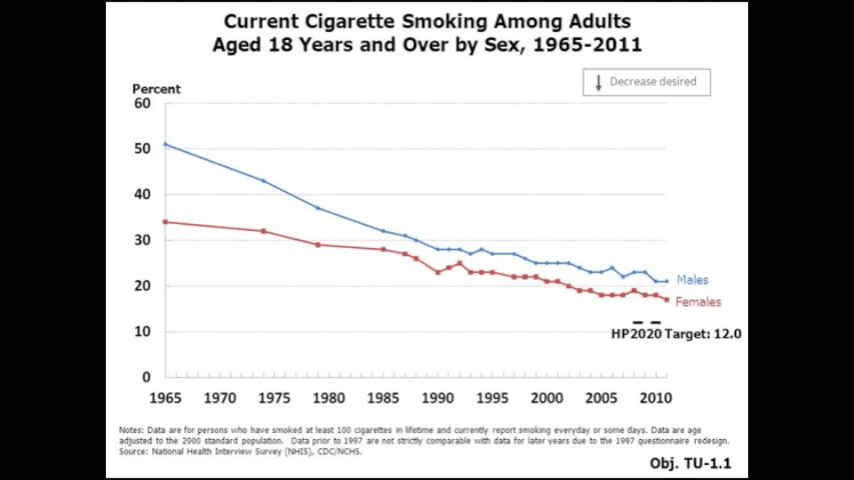 Current Cigarette Smoking Among Adults
Aged 18 Years and Over by Sex, 1965-2011
Decrease desired
Percent
60
50
40
30
20
10
0
Males
Females
HP2020 Target: 12.0
1965 1970 1975 1980 1985 1990 1995 2000 2005 2010
Notes: Data are for persons who have smoked at least 100 cigarettes in lifetime and currently report smoking everyday or some days. Data are age
adjusted to the 2000 standard population. Data prior to 1997 are not strictly comparable with data for later years due to the 1997 questionnaire redesign.
Source: National Health Interview Survey (NHIS), CDC/NCHS.
Obj. TU-1.1